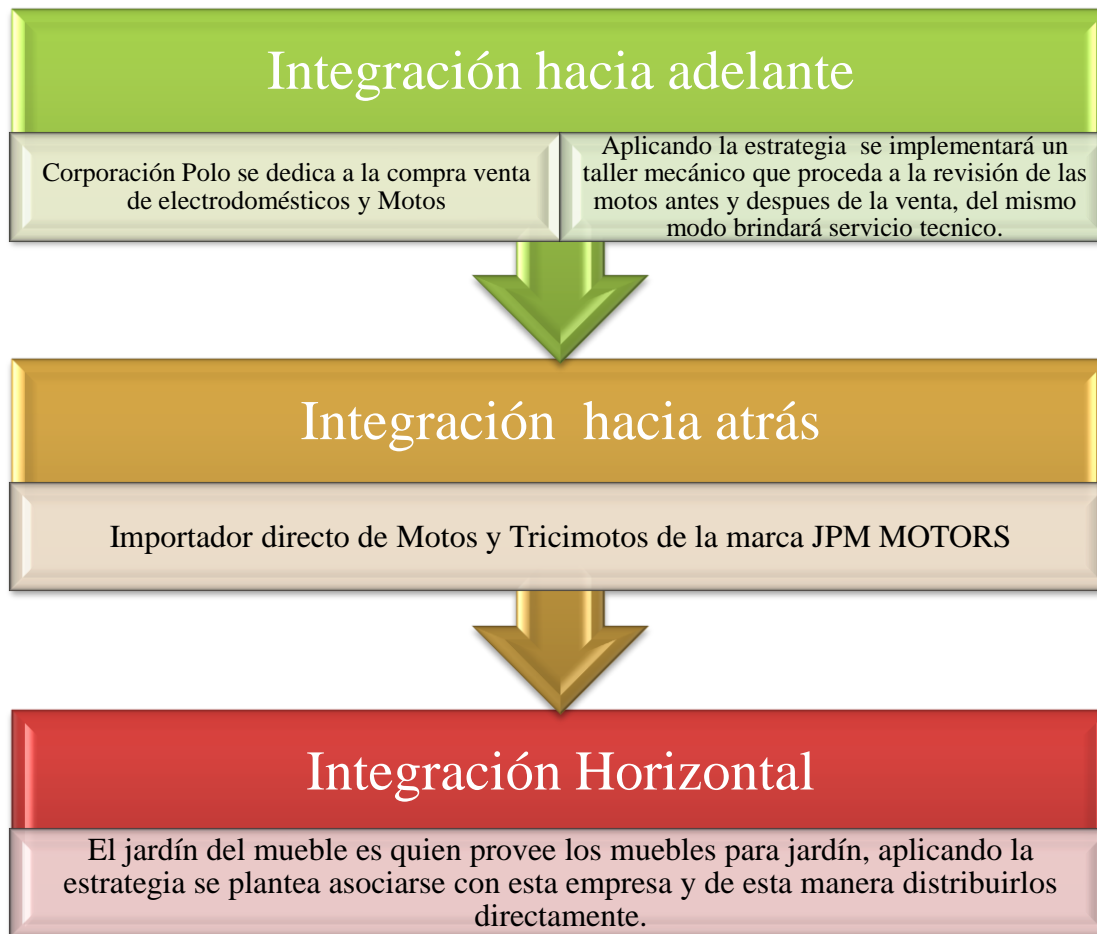 Integración hacia adelante
Corporación Polo se dedica a la compra venta
de electrodomésticos y Motos
Aplicando la estrategia se implementará un
taller mecánico que proceda a la revisión de las
motos antes y despues de la venta, del mismo
modo brindará servicio tecnico.
Integración hacia atrás
Importador directo de Motos y Tricimotos de la marca JPM MOTORS
Integración Horizontal
El jardín del mueble es quien provee los muebles para jardín, aplicando la
estrategia se plantea asociarse con esta empresa y de esta manera distribuirlos
directamente.